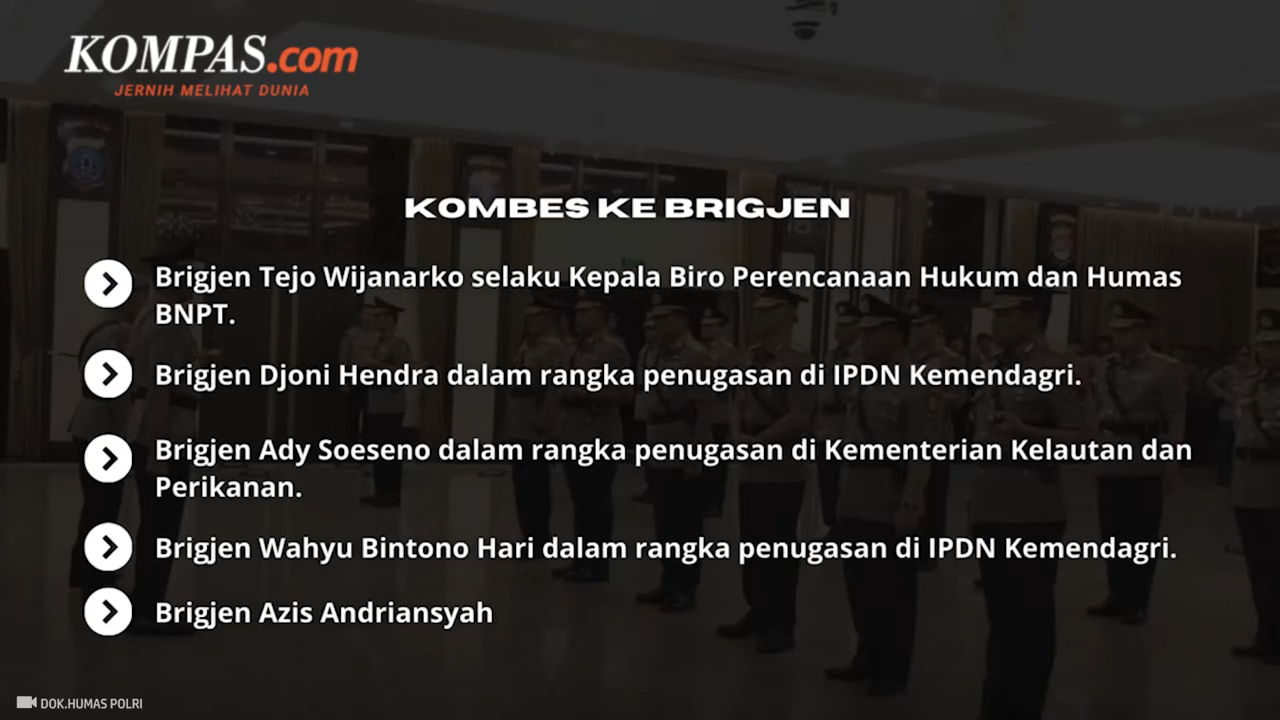 KOMPAS.com
JERNIH MELIHAT DUNIA
KOMBES KE BRIGJEN
Brigjen Tejo Wijanarko selaku Kepala Biro Perencanaan Hukum dan Humas
BNPT.
Brigjen Djoni Hendra dalam rangka penugasan di IPDN Kemendagri.
Brigjen Ady Soeseno dalam rangka penugasan di Kementerian Kelautan dan
Perikanan.
Brigjen Wahyu Bintono Hari dalam rangka penugasan di IPDN Kemendagri.
Brigjen Azis Andriansyah
DOK.HUMAS POLRI